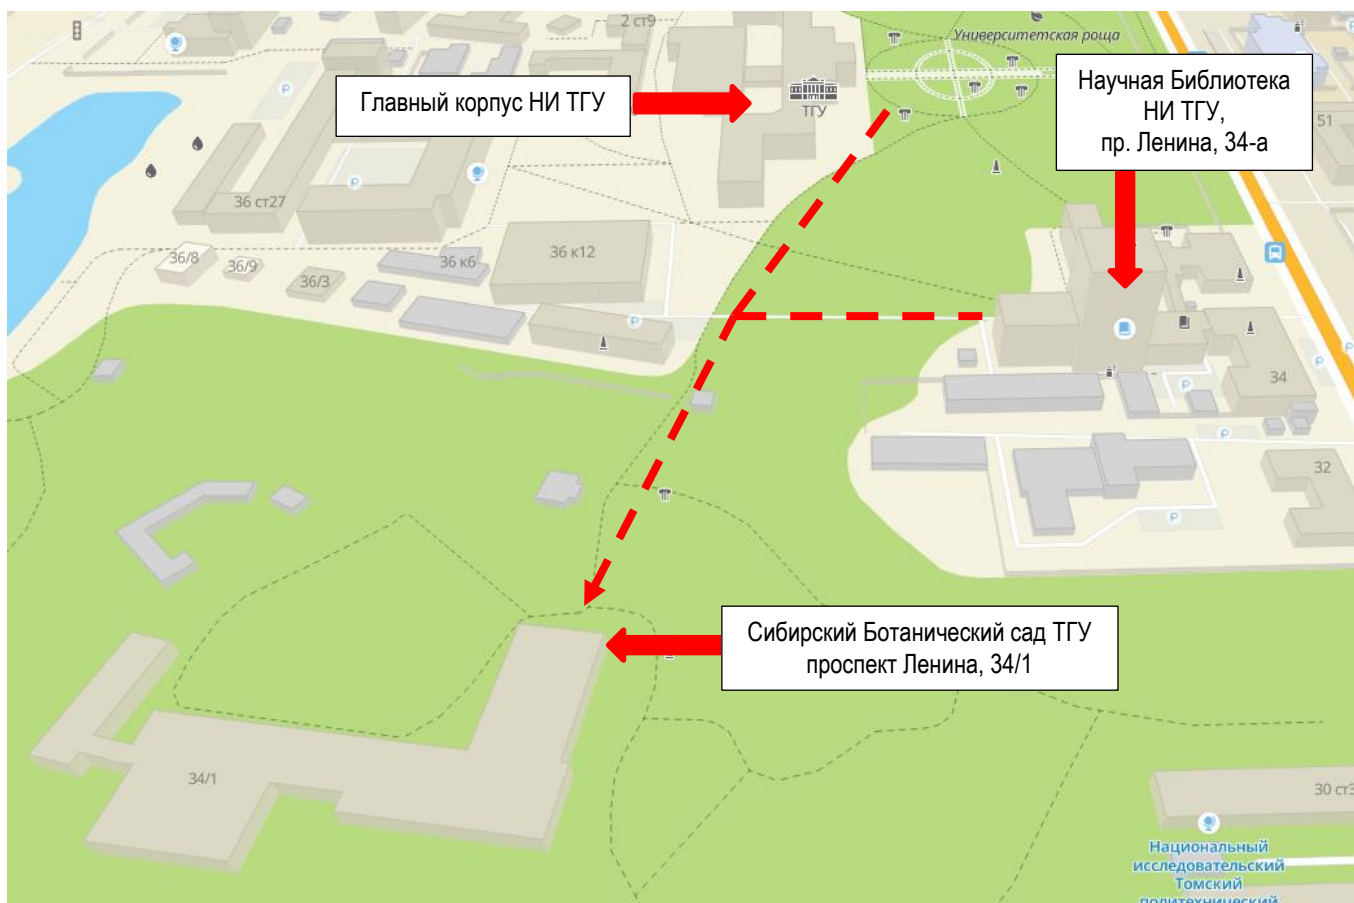 2 ст9
Университетская роща
Главный корпус НИ ТГУ
ТГУ
Научная Библиотека
НИ ТГУ,
пр. Ленина, 34-а
51
P
P
36 ст27
36/8
36/9
36/3
36 к6
36 к12
P
P
P
P
34
P
P
32
P
Сибирский Ботанический сад ТГУ
проспект Ленина, 34/1
34/1
Национальный
исследовательский
Томский
политехнический